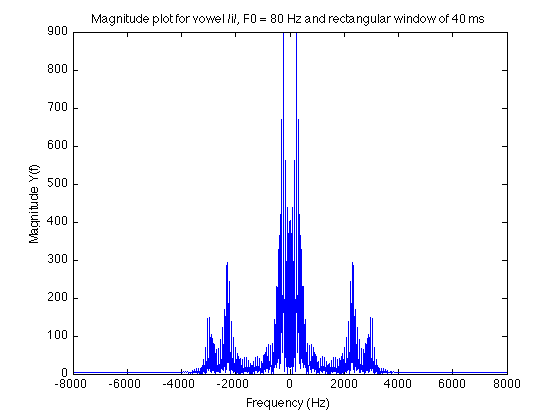 Magnitude plot for vowel /i/, F0 = 80 Hz and rectangular window of 40 ms
900
800
700
600
500
400
300
200
100
0
Magnitude Y(f)
-8000 -6000 -4000 -2000 0 2000 4000 6000 8000
Frequency (Hz)